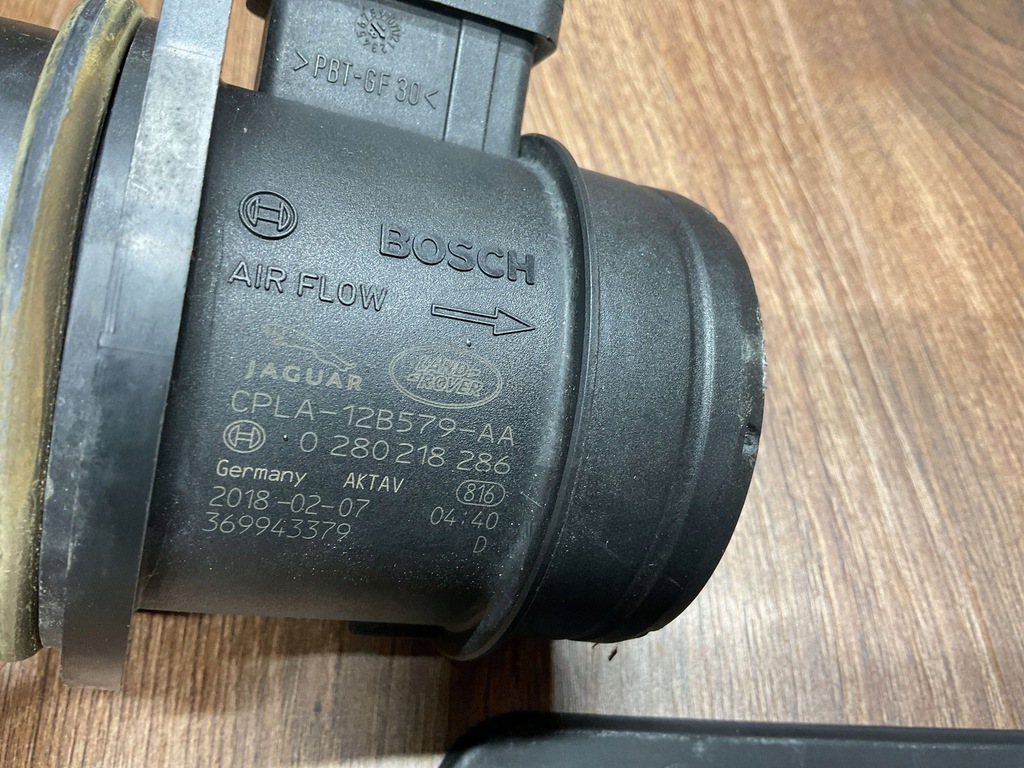 >PBT-GF 30<
BOSCH
AIR FLOW
JAGUAR
LAND-
ROVER
CPLA-12B579-AA
0 280 218 286
Germany AKTAV 816
2018-02-07 04:40
369943379 D